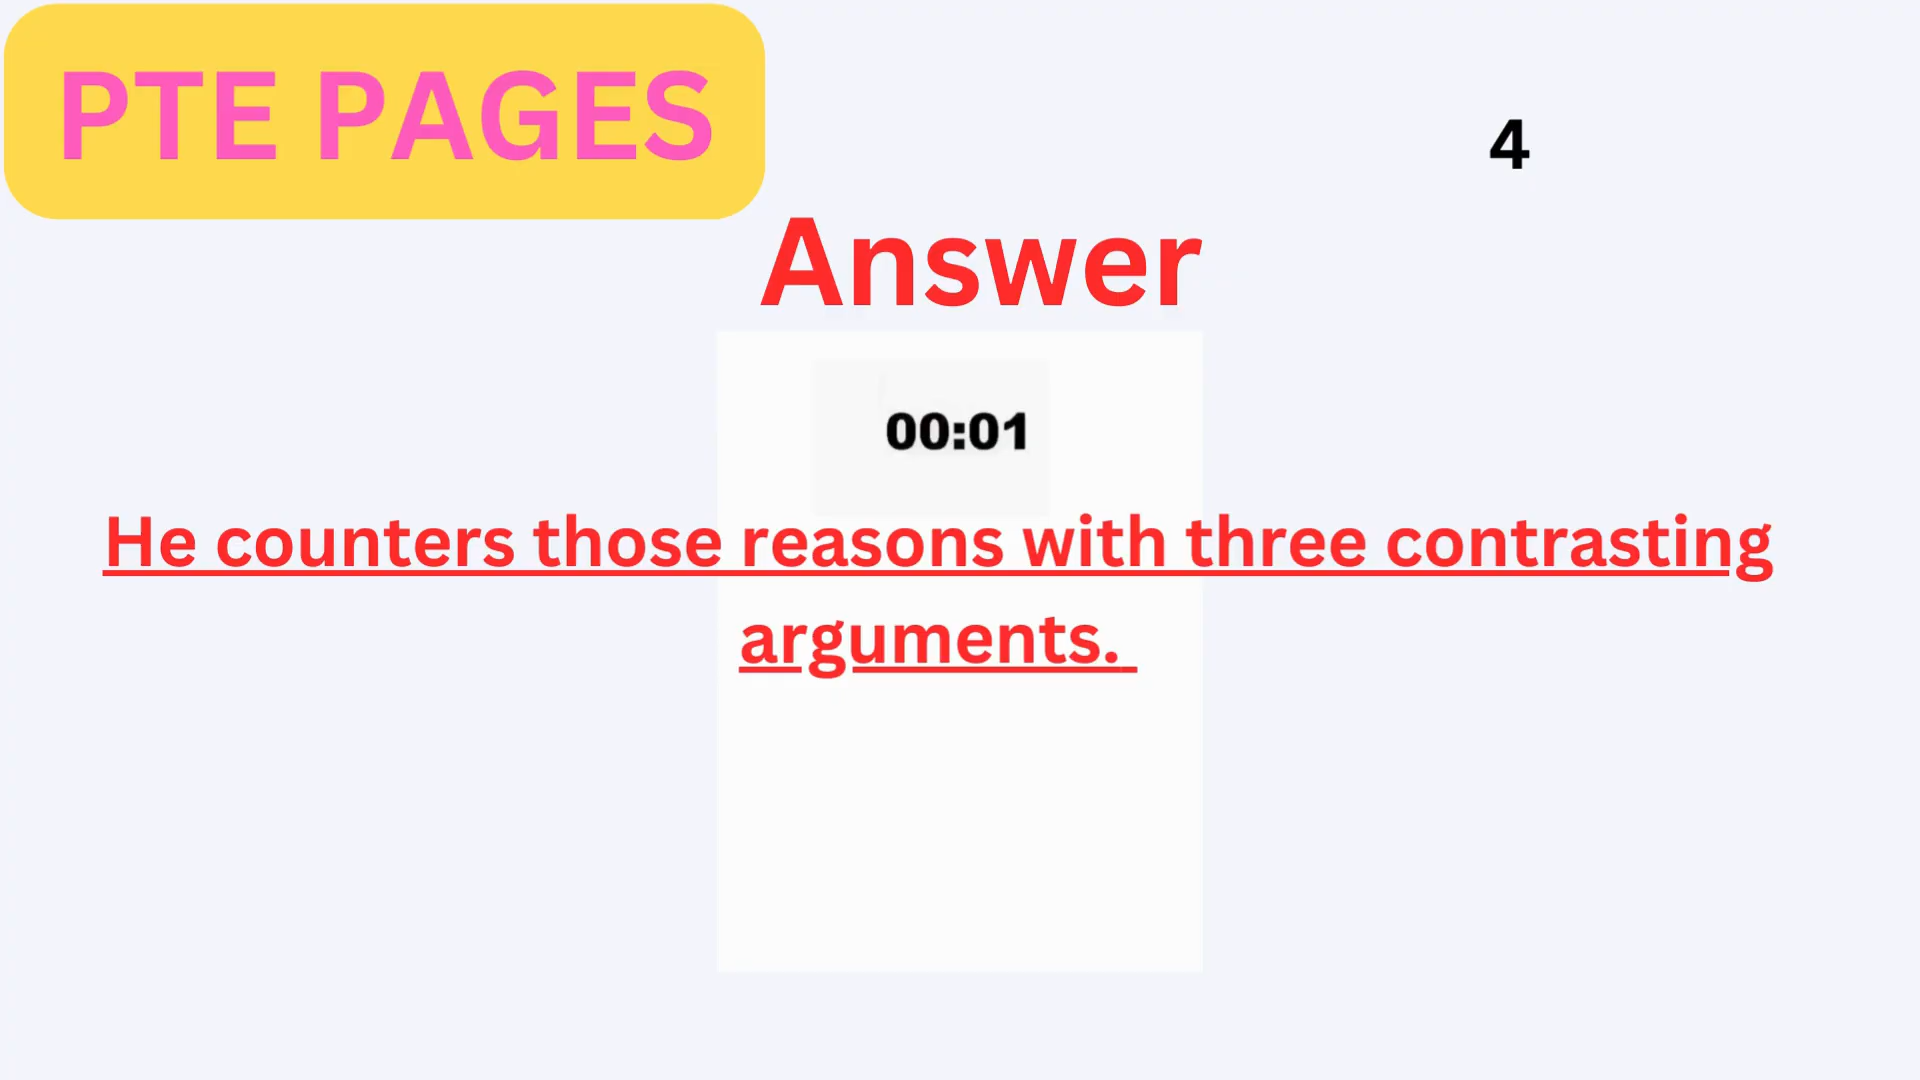 PTE PAGES
4
Answer
00:01
He counters those reasons with three contrasting
arguments.